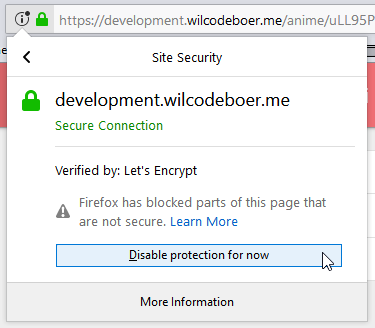 https://development.wilcodeboer.me/anime/uLL95P
Site Security
development.wilcodeboer.me
Secure Connection
Verified by: Let's Encrypt
Firefox has blocked parts of this page that
are not secure. Learn More
Disable protection for now
More Information